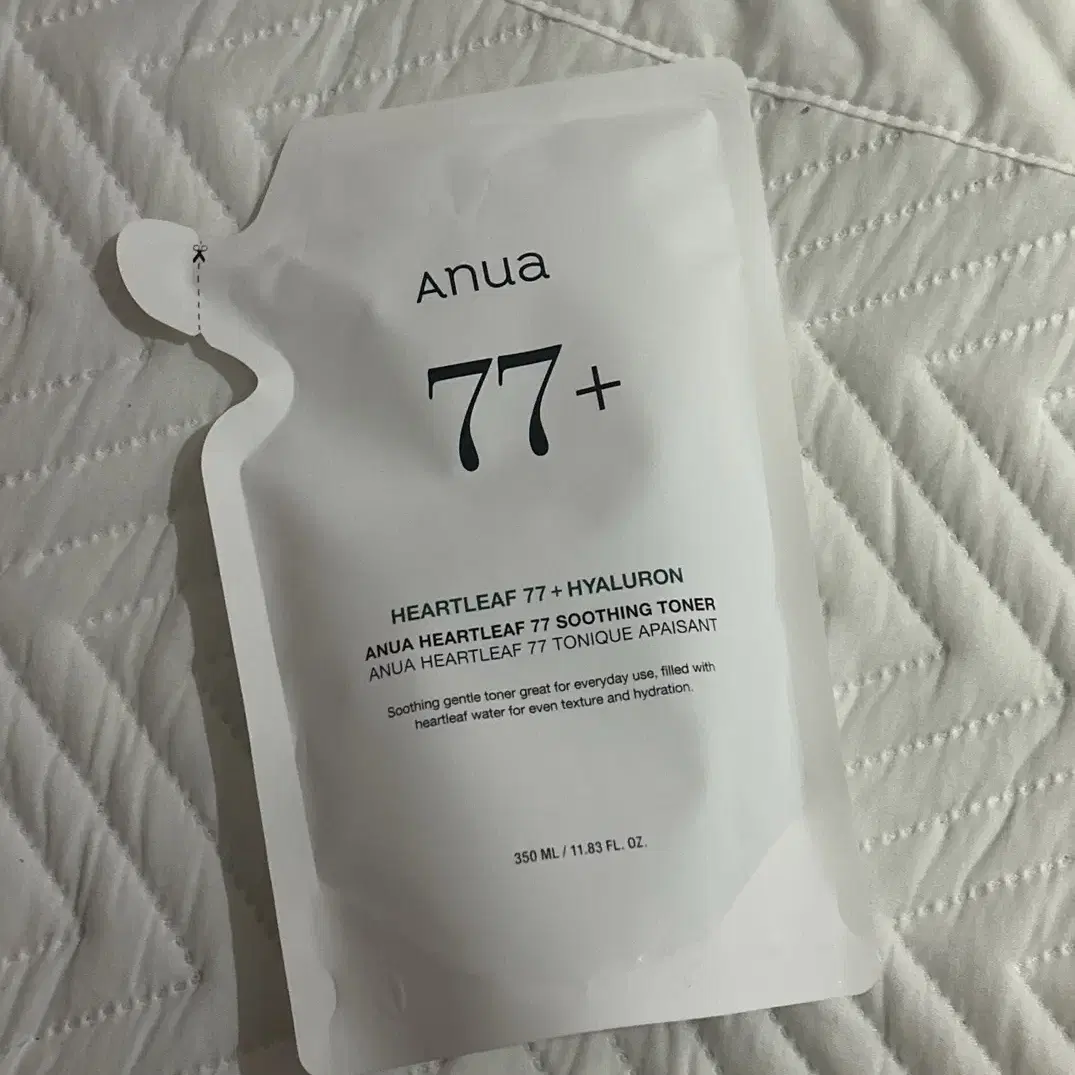 Anua
77+
HEARTLEAF 77 + HYALURON
ANUA HEARTLEAF 77 SOOTHING TONER
ANUA HEARTLEAF 77 TONIQUE APAISANT
Soothing gentle toner great for everyday use, filled with
heartleaf water for even texture and hydration.
350 ML / 11.83 FL. OZ.